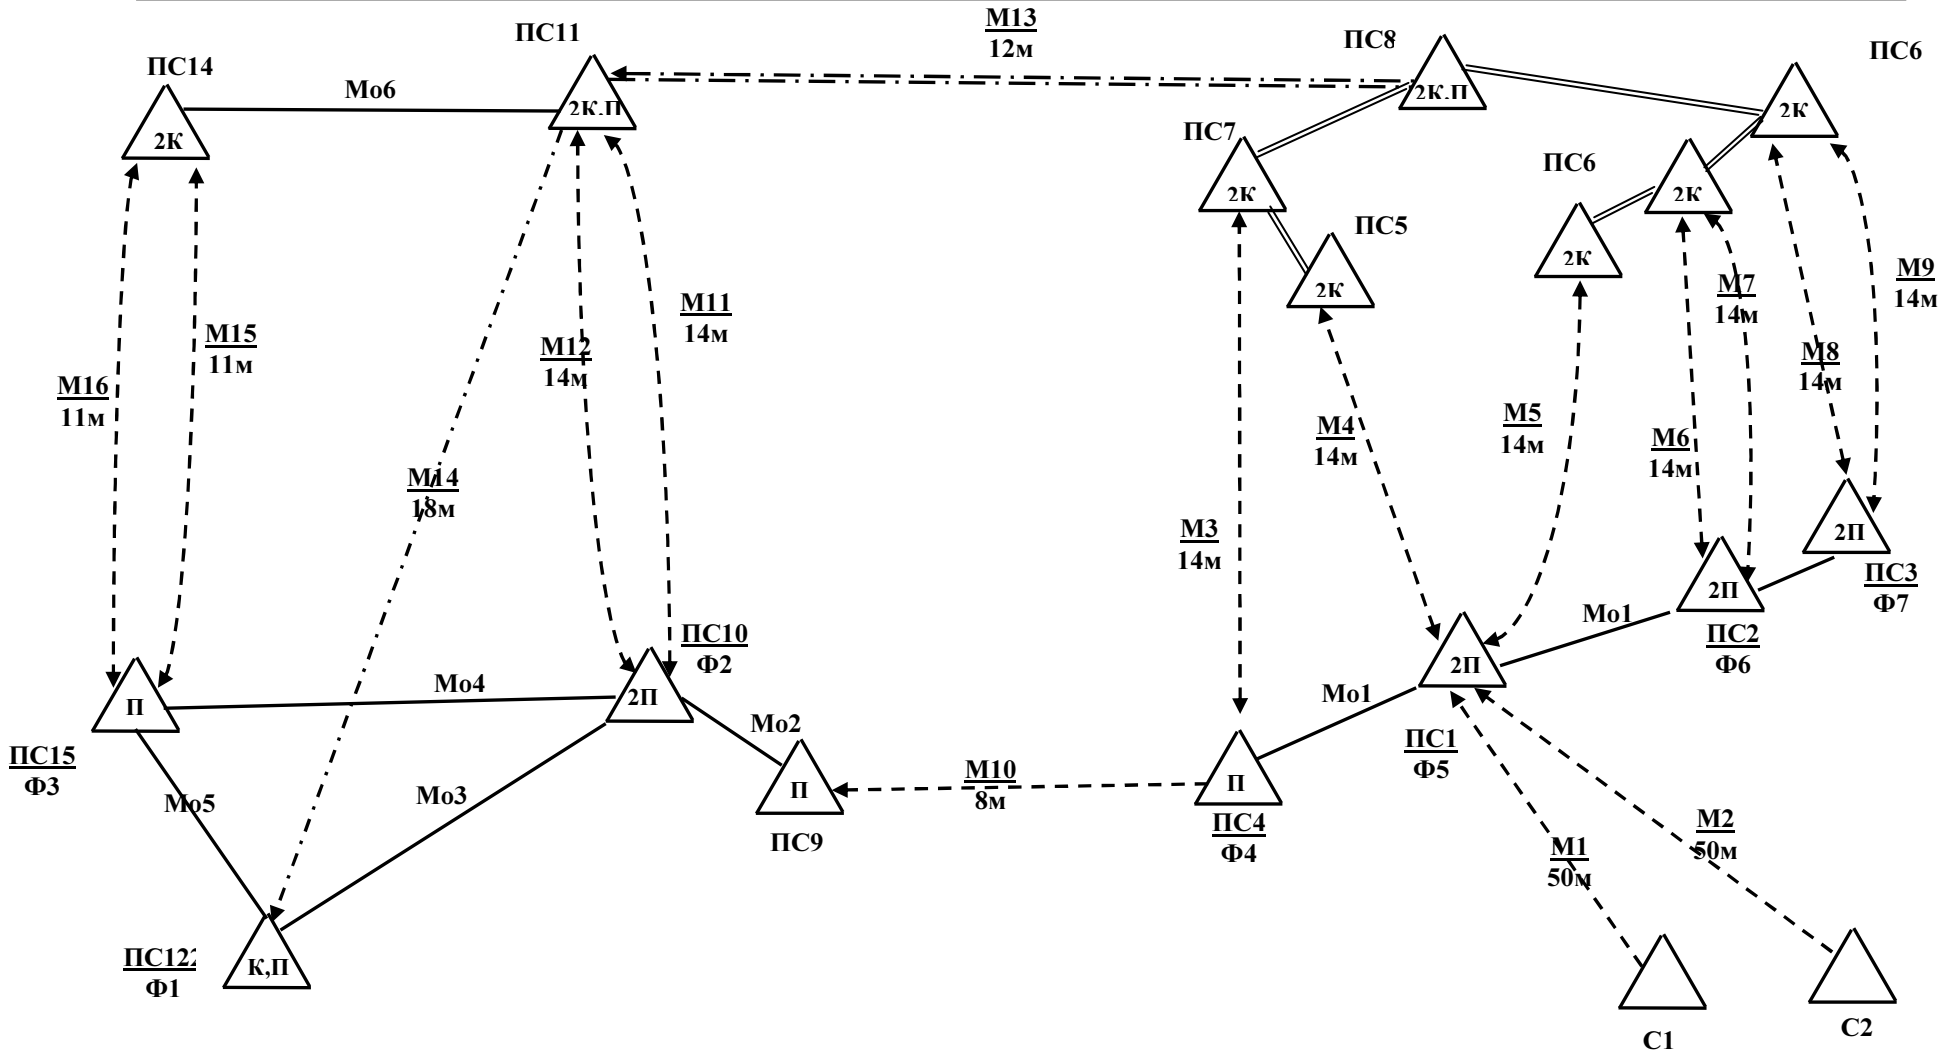 М13
12м
ПС11
ПС8
ПС6
ПС14
Мо6
2К,П
2К.П
2К
2К
ПС7
ПС6
2К
2К
2К
ПС5
2К
М9
14м
М7
14м
М11
14м
М15
11м
М12
14м
М8
14м
М16
11м
М4
14м
М5
14м
М6
14м
М14
18м
М3
14м
2П
ПС3
Ф7
2П
Мо1
ПС2
Ф6
ПС10
Ф2
2П
Мо4
2П
Мо1
П
Мо2
ПС1
Ф5
ПС15
Ф3
Мо5
Мо3
П
М10
8м
П
ПС4
Ф4
ПС9
М1
50м
М2
50м
ПС122
Ф1
К,П
С1
С2